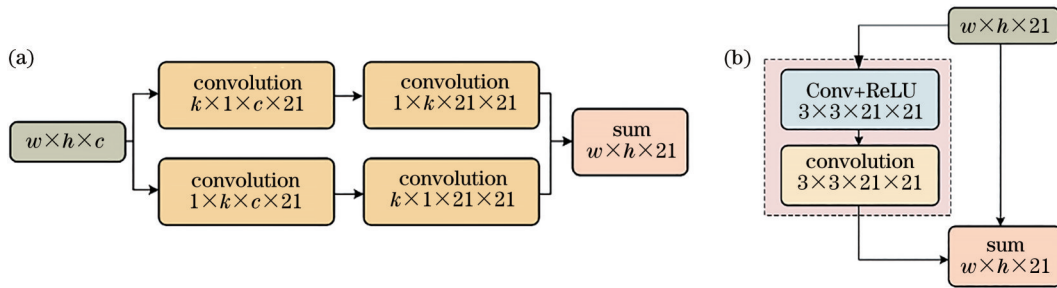 (a)
w×h×c
convolution
k×1×c×21
convolution
1×k×21×21
convolution
1×k×c×21
convolution
k×1×21×21
sum
w×h×21
(b)
w×h×21
Conv+ReLU
3×3×21×21
convolution
3×3×21×21
sum
w×h×21